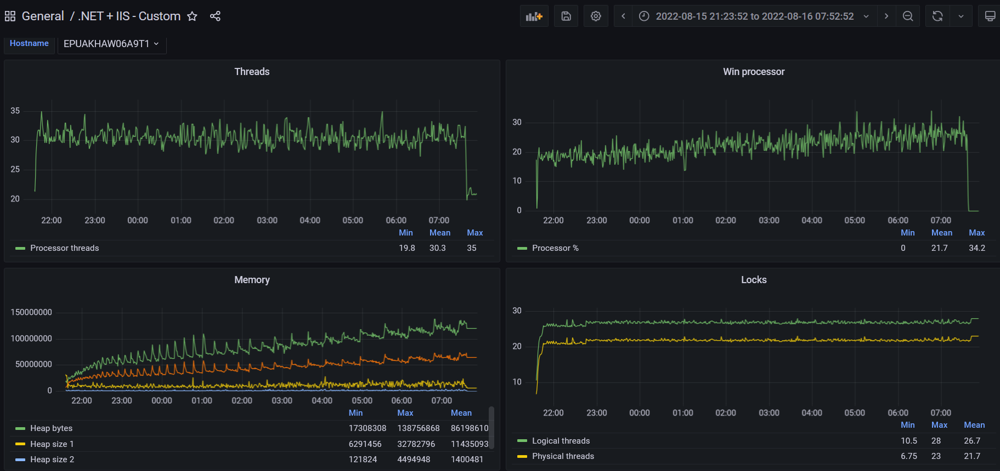 General / .NET + IIS - Custom
2022-08-15 21:23:52 to 2022-08-16 07:52:52
Hostname EPUAKHAW06A9T1
Threads
35
30
25
20
22:00 23:00 00:00 01:00 02:00 03:00 04:00 05:00 06:00 07:00
Min Mean Max
Processor threads 19.8 30.3 35
Win processor
30
20
10
0
22:00 23:00 00:00 01:00 02:00 03:00 04:00 05:00 06:00 07:00
Min Mean Max
Processor % 0 21.7 34.2
Memory
150000000
100000000
50000000
0
22:00 23:00 00:00 01:00 02:00 03:00 04:00 05:00 06:00 07:00
Min Max Mean
Heap bytes 17308308 138756868 86198610
Heap size 1 6291456 32782796 11435093
Heap size 2 121824 4494948 1400481
Locks
30
20
10
22:00 23:00 00:00 01:00 02:00 03:00 04:00 05:00 06:00 07:00
Min Max Mean
Logical threads 10.5 28 26.7
Physical threads 6.75 23 21.7